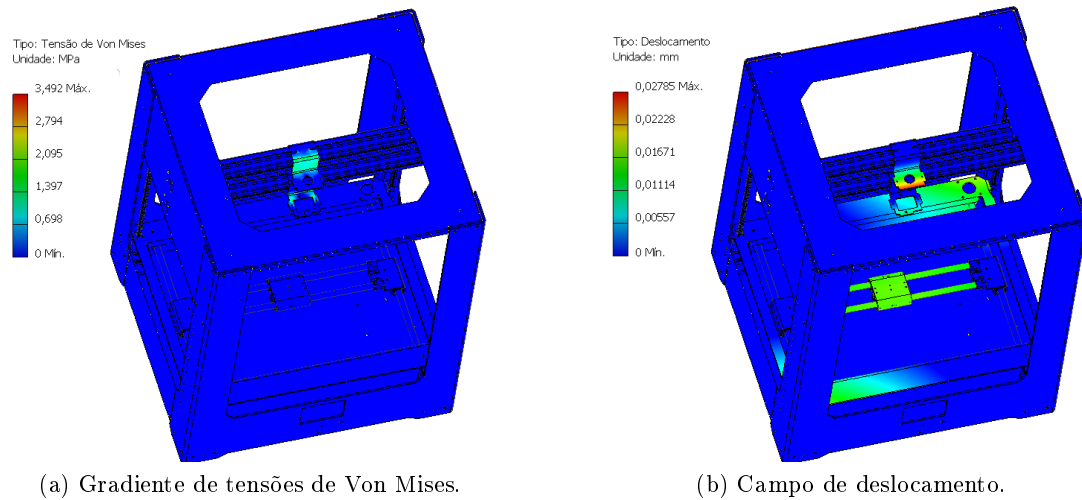 Tipo: Tensão de Von Mises
Unidade: MPa
3,492 Máx.
2,794
2,095
1,397
0,698
0 Mín.
(a) Gradiente de tensões de Von Mises.
Tipo: Deslocamento
Unidade: mm
0,02785 Máx.
0,02228
0,01671
0,01114
0,00557
0 Mín.
(b) Campo de deslocamento.